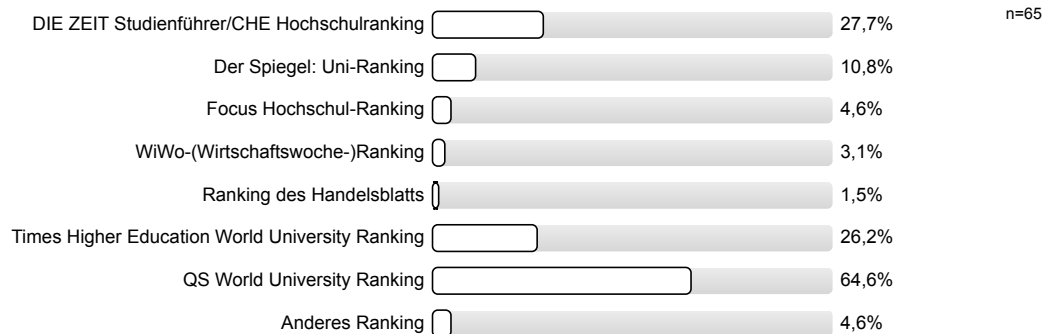 DIE ZEIT Studienführer/CHE Hochschulranking 27,7% n=65
Der Spiegel: Uni-Ranking 10,8%
Focus Hochschul-Ranking 4,6%
WiWo-(Wirtschaftswoche-)Ranking 3,1%
Ranking des Handelsblatts 1,5%
Times Higher Education World University Ranking 26,2%
QS World University Ranking 64,6%
Anderes Ranking 4,6%